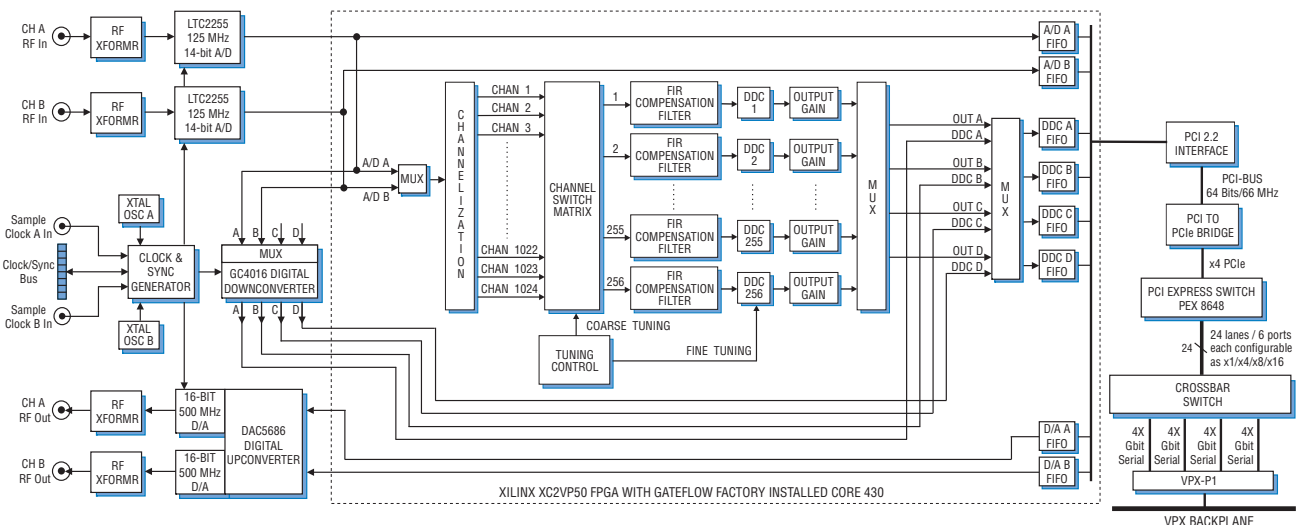 CH A
RF In
RF
XFORMR
LTC2255
125 MHz
14-bit A/D
CH B
RF In
RF
XFORMR
LTC2255
125 MHz
14-bit A/D
Sample
Clock A In
Clock/Sync
Bus
Sample
Clock B In
XTAL
OSC A
CLOCK &
SYNC
GENERATOR
XTAL
OSC B
A B C D
MUX
GC4016 DIGITAL
DOWNCONVERTER
A B C D
A/D A
A/D B
MUX
CHANNELIZATION
CHAN 1
CHAN 2
CHAN 3
CHAN 1022
CHAN 1023
CHAN 1024
CHANNEL
SWITCH
MATRIX
COARSE TUNING
TUNING
CONTROL
FINE TUNING
1
FIR
COMPENSATION
FILTER
DDC
1
OUTPUT
GAIN
2
FIR
COMPENSATION
FILTER
DDC
2
OUTPUT
GAIN
255
FIR
COMPENSATION
FILTER
DDC
255
OUTPUT
GAIN
256
FIR
COMPENSATION
FILTER
DDC
256
OUTPUT
GAIN
MUX
OUT A
DDC A
OUT B
DDC B
OUT C
DDC C
OUT D
DDC D
MUX
A/D A
FIFO
A/D B
FIFO
DDC A
FIFO
DDC B
FIFO
DDC C
FIFO
DDC D
FIFO
D/A A
FIFO
D/A B
FIFO
CH A
RF Out
RF
XFORMR
16-BIT
500 MHz
D/A
CH B
RF Out
RF
XFORMR
16-BIT
500 MHz
D/A
DAC5686
DIGITAL
UPCONVERTER
XILINX XC2VP50 FPGA WITH GATEFLOW FACTORY INSTALLED CORE 430
PCI 2.2
INTERFACE
PCI-BUS
64 Bits/66 MHz
PCI TO
PCIe BRIDGE
x4 PCIe
PCI EXPRESS SWITCH
PEX 8648
24
24 lanes / 6 ports
each configurable
as x1/x4/x8/x16
CROSSBAR
SWITCH
4X
Gbit
Serial
4X
Gbit
Serial
4X
Gbit
Serial
4X
Gbit
Serial
VPX-P1
VPX BACKPLANE